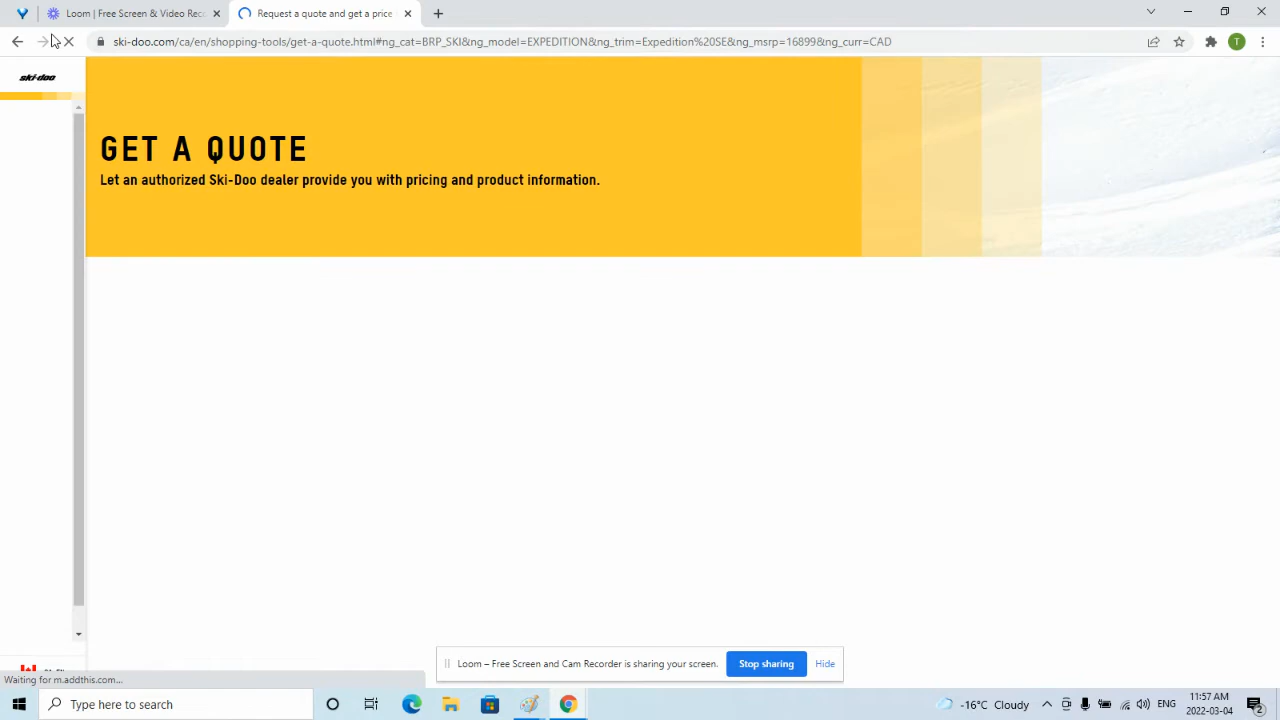 Loom | Free Screen & Video Rec
Request a quote and get a price
ski-doo.com/ca/en/shopping-tools/get-a-quote.html#ng_cat=BRP_SKI&ng_model=EXPEDITION&ng_trim=Expedition%20SE&ng_msrp=16899&ng_curr=CAD
T
ski-doo
GET A QUOTE
Let an authorized Ski-Doo dealer provide you with pricing and product information.
Loom – Free Screen and Cam Recorder is sharing your screen.
Stop sharing
Hide
Waiting for m.addthis.com...
Type here to search
-16°C Cloudy
ENG
11:57 AM
2022-03-04
2